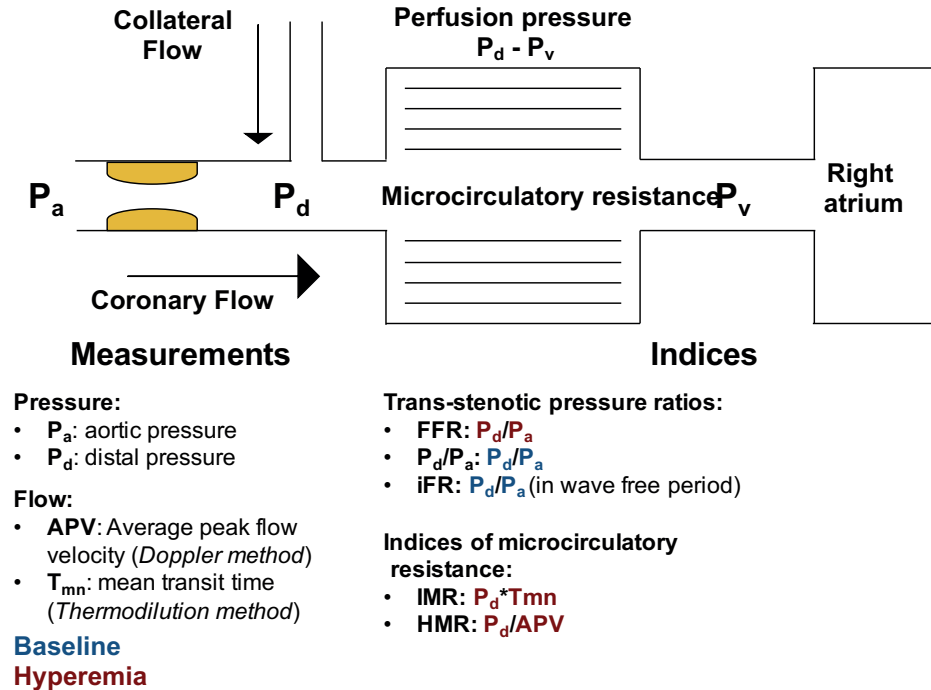 Collateral
Flow
Perfusion pressure
Pd - Pv
Pa
Pd
Microcirculatory resistance
Pv
Right
atrium
Coronary Flow
Measurements
Pressure:
• Pa: aortic pressure
• Pd: distal pressure
Flow:
• APV: Average peak flow
velocity (Doppler method)
• Tmn: mean transit time
(Thermodilution method)
Baseline
Hyperemia
Indices
Trans-stenotic pressure ratios:
• FFR: Pd/Pa
• Pd/Pa: Pd/Pa
• iFR: Pd/Pa (in wave free period)
Indices of microcirculatory
resistance:
• IMR: Pd*Tmn
• HMR: Pd/APV